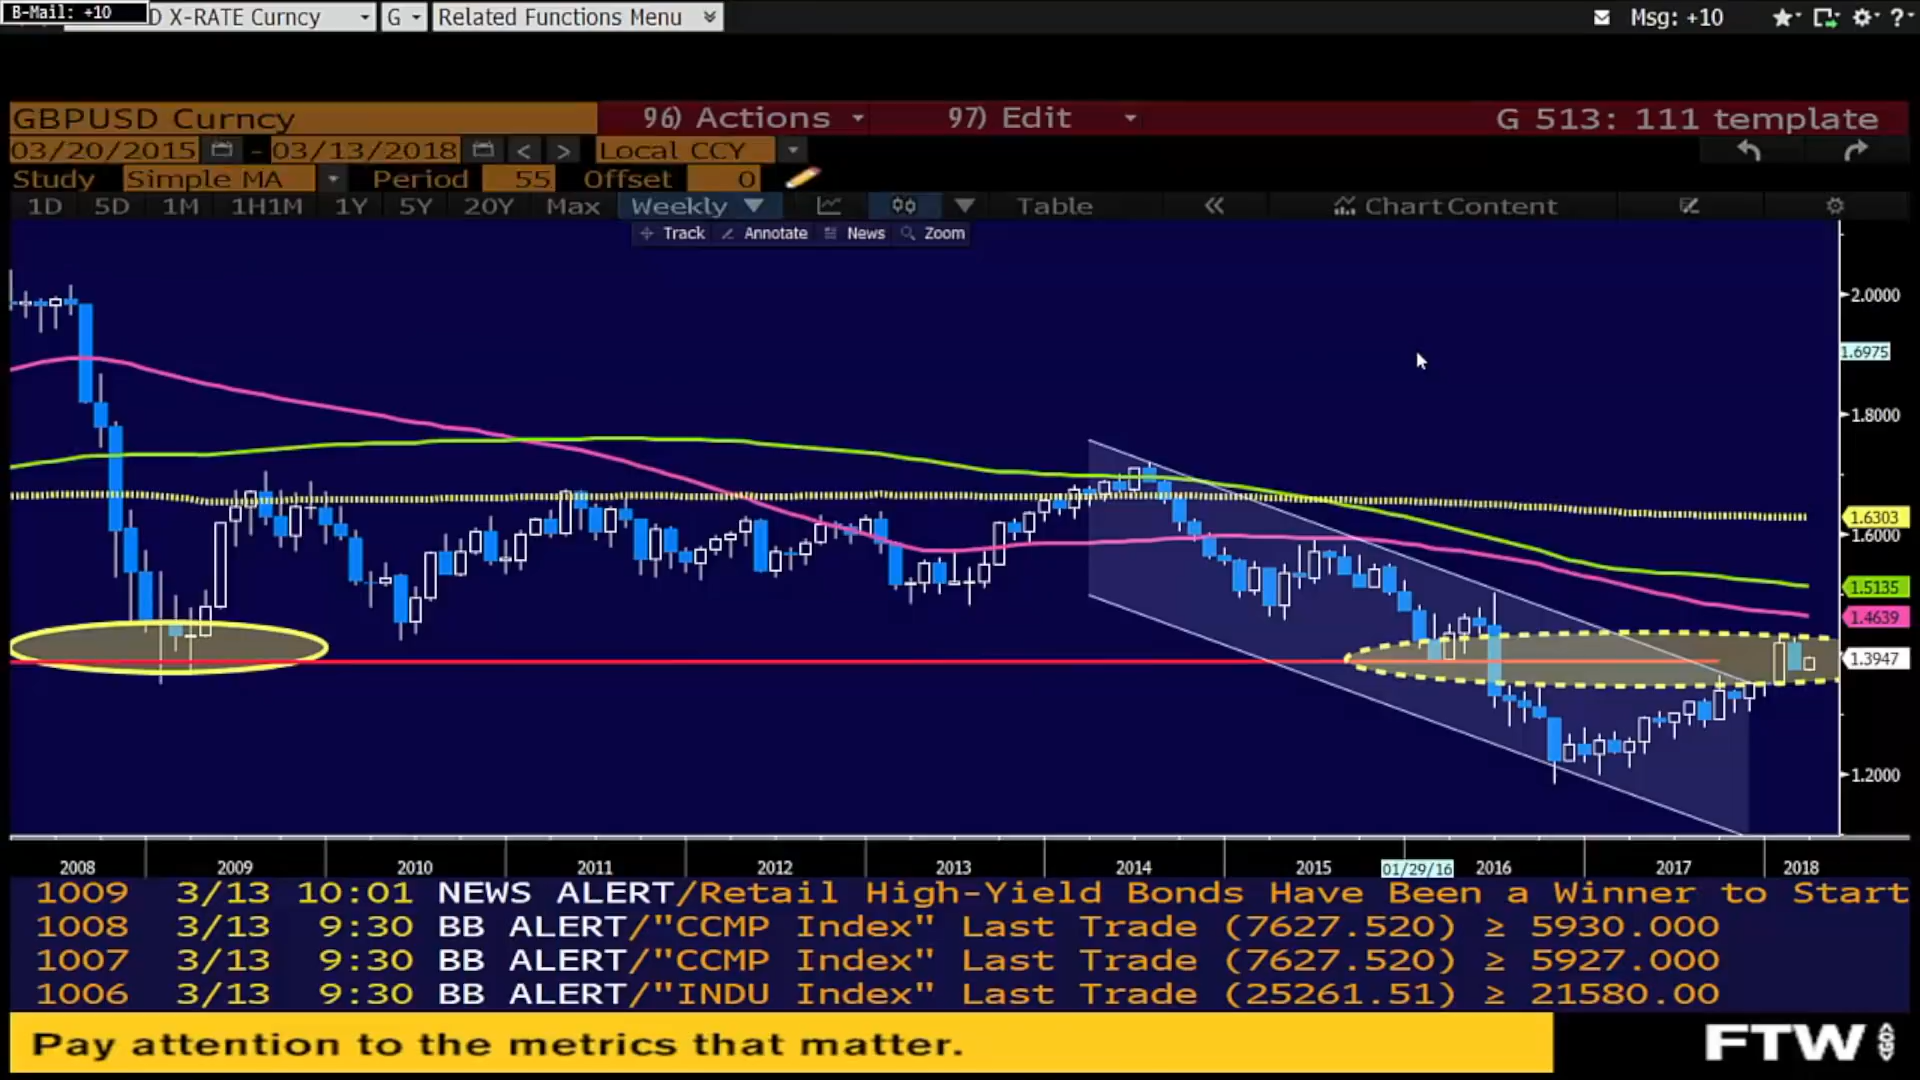 B-Mail: +10
D X-RATE Curncy G Related Functions Menu Msg: +10 ?
GBPUSD Curncy 96) Actions 97) Edit G 513: 111 template
03/20/2015 - 03/13/2018 < > Local CCY
Study Simple MA Period 55 Offset 0
1D 5D 1M 1H1M 1Y 5Y 20Y Max Weekly Table « Chart Content
Track Annotate News Zoom
2.0000
1.6975
1.8000
1.6303
1.6000
1.5135
1.4639
1.3947
1.2000
2008 2009 2010 2011 2012 2013 2014 2015 01/29/16 2016 2017 2018
1009 3/13 10:01 NEWS ALERT/Retail High-Yield Bonds Have Been a Winner to Start
1008 3/13 9:30 BB ALERT/"CCMP Index" Last Trade (7627.520) ≥ 5930.000
1007 3/13 9:30 BB ALERT/"CCMP Index" Last Trade (7627.520) ≥ 5927.000
1006 3/13 9:30 BB ALERT/"INDU Index" Last Trade (25261.51) ≥ 21580.00
Pay attention to the metrics that matter.
FTW